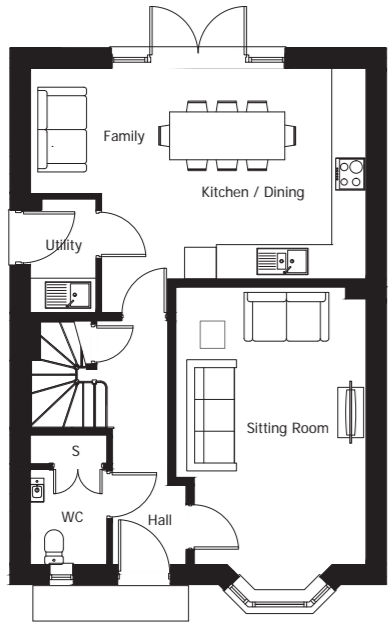 Family
Kitchen / Dining
Utility
Sitting Room
S
WC
Hall